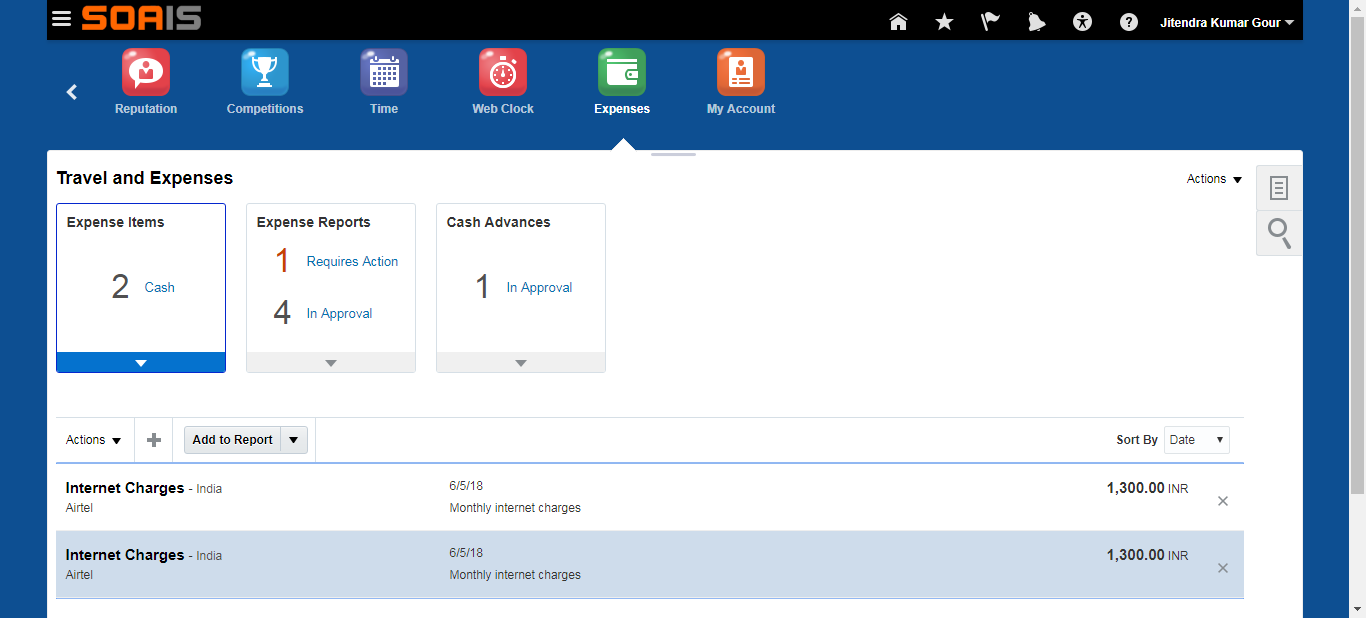 SOAIS
Jitendra Kumar Gour
Reputation
Competitions
Time
Web Clock
Expenses
My Account
Travel and Expenses
Actions
Expense Items
2 Cash
Expense Reports
1 Requires Action
4 In Approval
Cash Advances
1 In Approval
Actions
Add to Report
Sort By Date
Internet Charges - India
Airtel
6/5/18
Monthly internet charges
1,300.00 INR
Internet Charges - India
Airtel
6/5/18
Monthly internet charges
1,300.00 INR